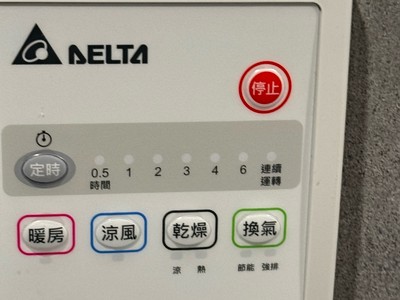 DELTA
停止
定時
0.5 1 2 3 4 6 連續
時間 運轉
暖房 涼風 乾燥 換氣
涼 熱 節能 強排